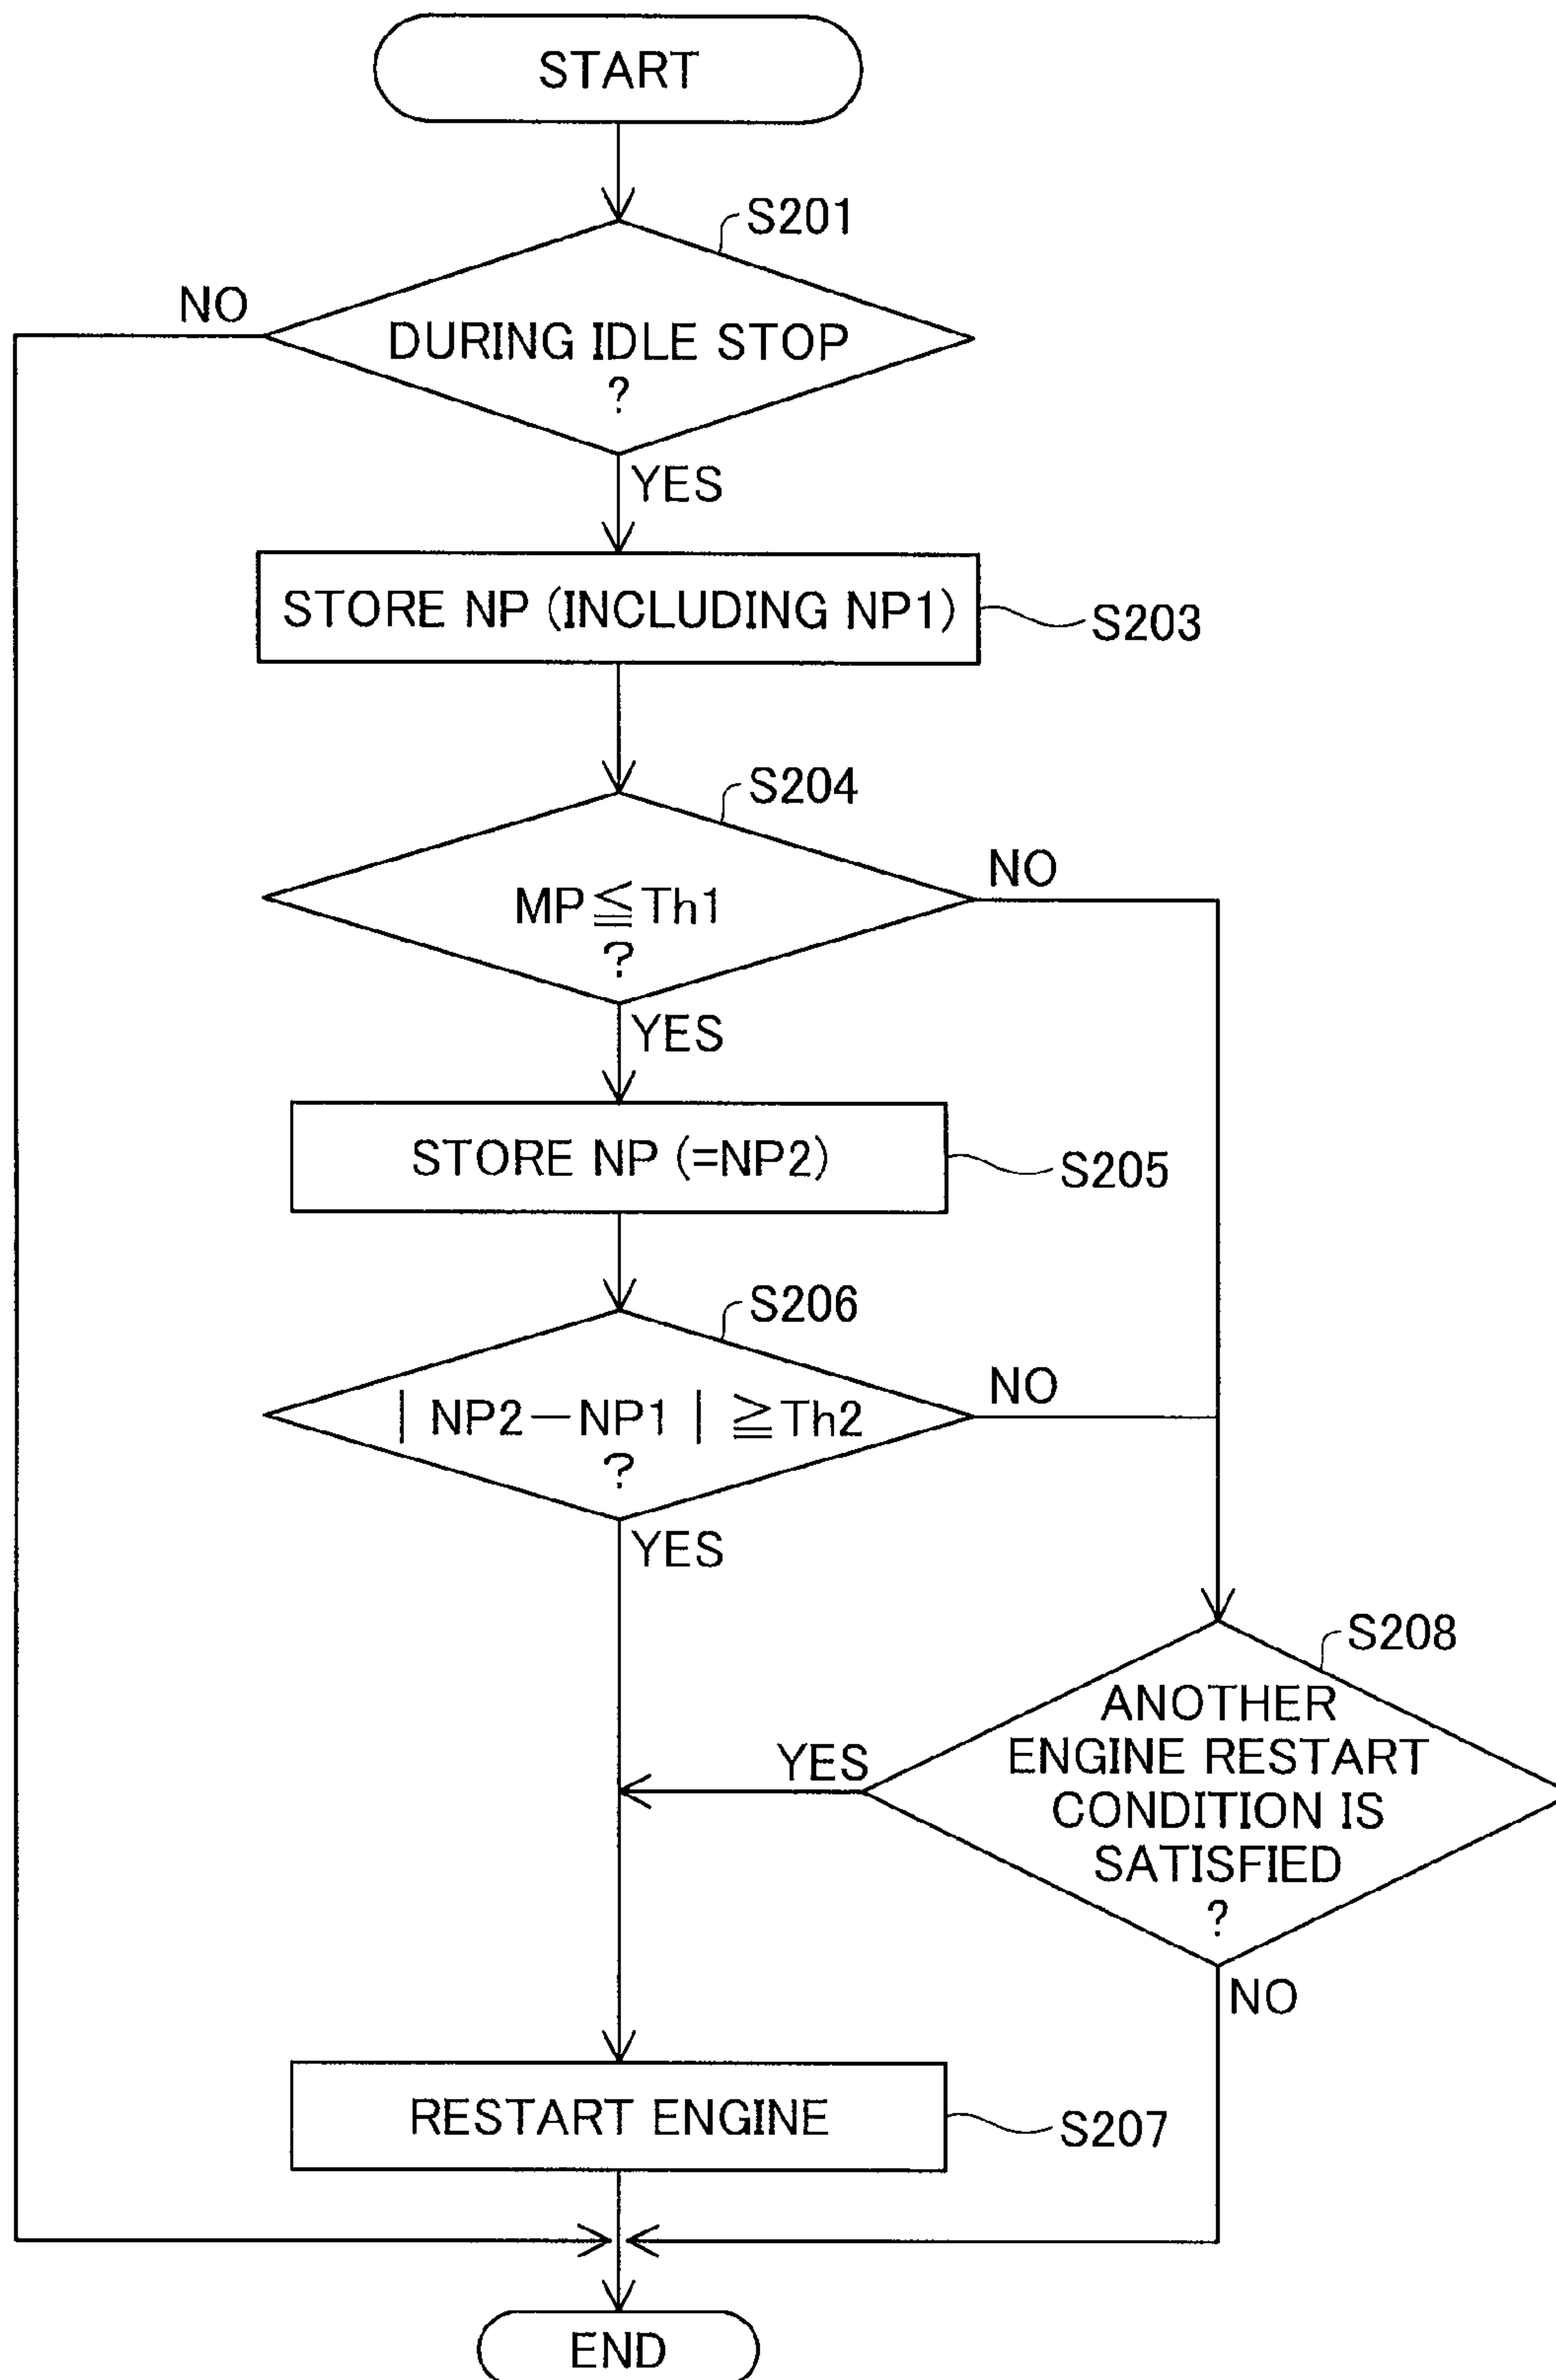 START
S201
NO
DURING IDLE STOP
?
YES
STORE NP (INCLUDING NP1)
S203
S204
NO
MP≦Th1
?
YES
STORE NP (=NP2)
S205
S206
NO
| NP2−NP1 | ≧Th2
?
YES
S208
ANOTHER
ENGINE RESTART
CONDITION IS
SATISFIED
?
YES
NO
RESTART ENGINE
S207
END